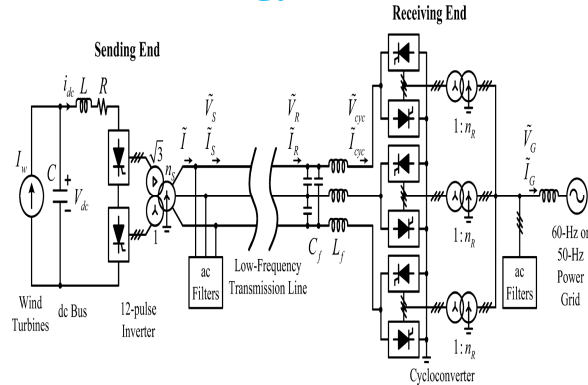 Receiving End
Sending End
i_dc L R
Ṽ_S
Ĩ Ĩ_S
Ṽ_R
Ĩ_R
Ṽ_cyc
Ĩ_cyc
1:n_R
√3
n_S
1
I_w
C
+
V_dc
−
1:n_R
Ṽ_G
Ĩ_G
60-Hz or
50-Hz
Power
Grid
C_f L_f
ac
Filters
Low-Frequency
Transmission Line
ac
Filters
Wind
Turbines
dc Bus
12-pulse
Inverter
1:n_R
Cycloconverter